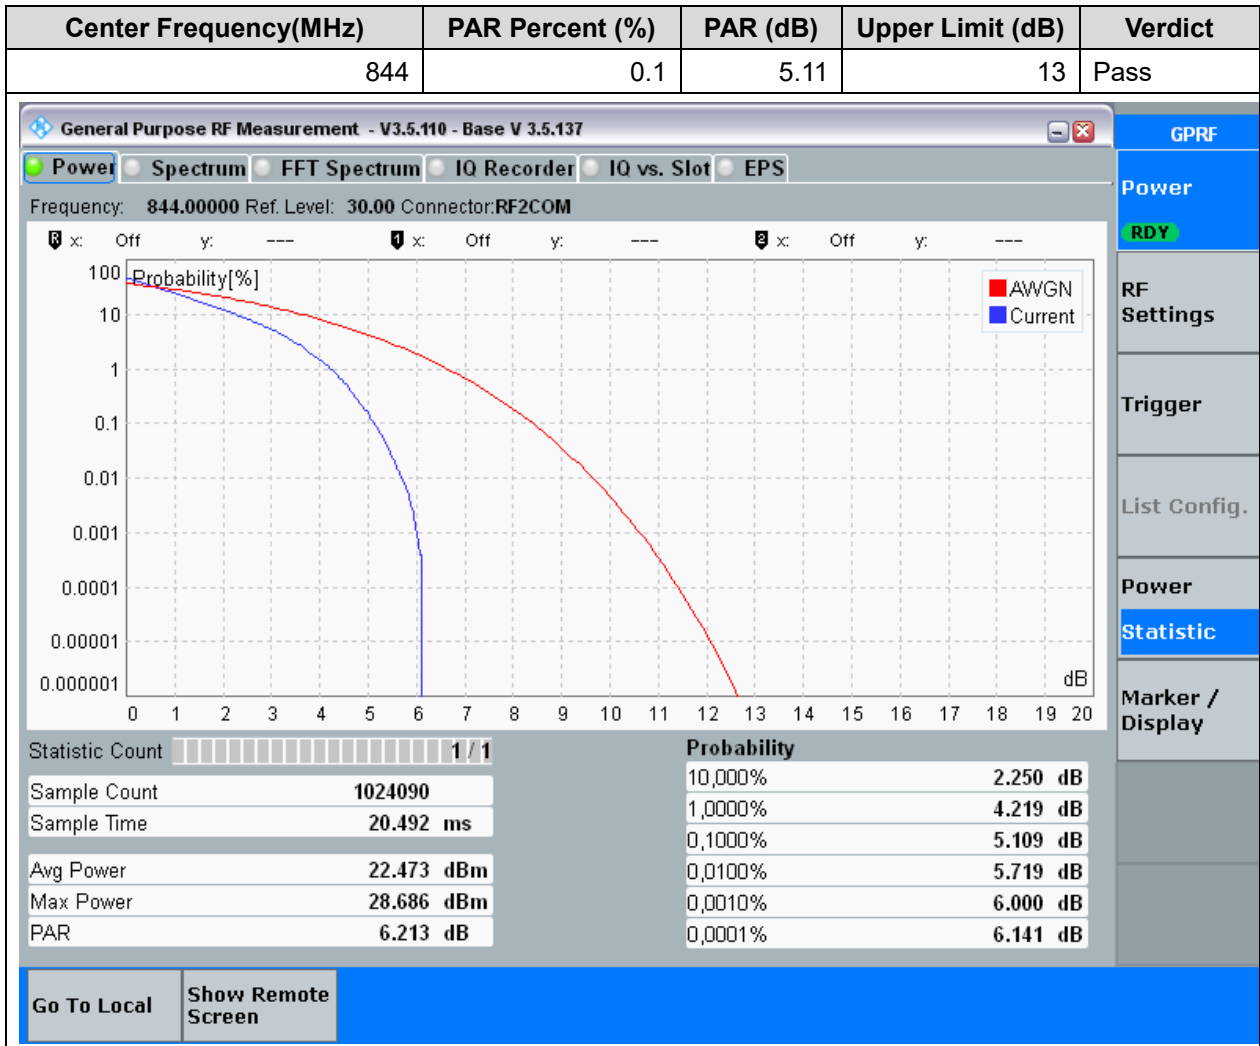 Center Frequency(MHz) PAR Percent (%) PAR (dB) Upper Limit (dB) Verdict
844 0.1 5.11 13 Pass
General Purpose RF Measurement - V3.5.110 - Base V 3.5.137
GPRF
Power Spectrum FFT Spectrum IQ Recorder IQ vs. Slot EPS
Power
RDY
Frequency: 844.00000 Ref. Level: 30.00 Connector:RF2COM
R x: Off y: --- 1 x: Off y: --- 2 x: Off y: ---
Probability[%]
AWGN
Current
100
10
1
0.1
0.01
0.001
0.0001
0.00001
0.000001
dB
0 1 2 3 4 5 6 7 8 9 10 11 12 13 14 15 16 17 18 19 20
RF
Settings
Trigger
List Config.
Power
Statistic
Marker /
Display
Statistic Count 1 / 1
Sample Count 1024090
Sample Time 20.492 ms
Avg Power 22.473 dBm
Max Power 28.686 dBm
PAR 6.213 dB
Probability
10,000% 2.250 dB
1,0000% 4.219 dB
0,1000% 5.109 dB
0,0100% 5.719 dB
0,0010% 6.000 dB
0,0001% 6.141 dB
Go To Local
Show Remote
Screen